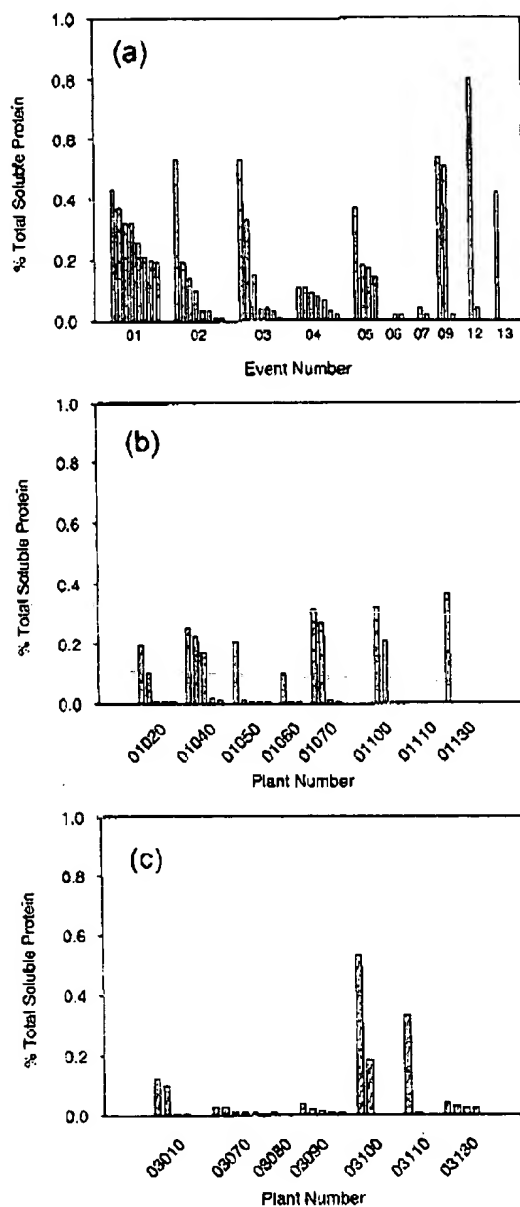 (a)
% Total Soluble Protein
1.0
0.8
0.6
0.4
0.2
0.0
01 02 03 04 05 06 07 09 12 13
Event Number
(b)
% Total Soluble Protein
1.0
0.8
0.6
0.4
0.2
0.0
01020 01040 01050 01060 01070 01100 01110 01130
Plant Number
(c)
% Total Soluble Protein
1.0
0.8
0.6
0.4
0.2
0.0
03010 03070 03080 03090 03100 03110 03130
Plant Number